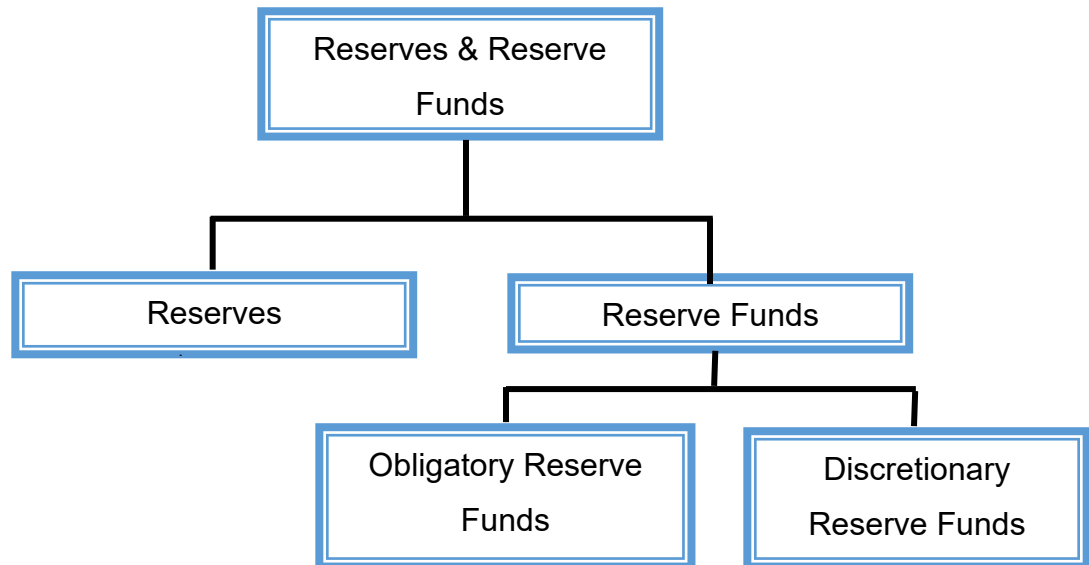 Reserves & Reserve
Funds
Reserves
Reserve Funds
Obligatory Reserve
Funds
Discretionary
Reserve Funds